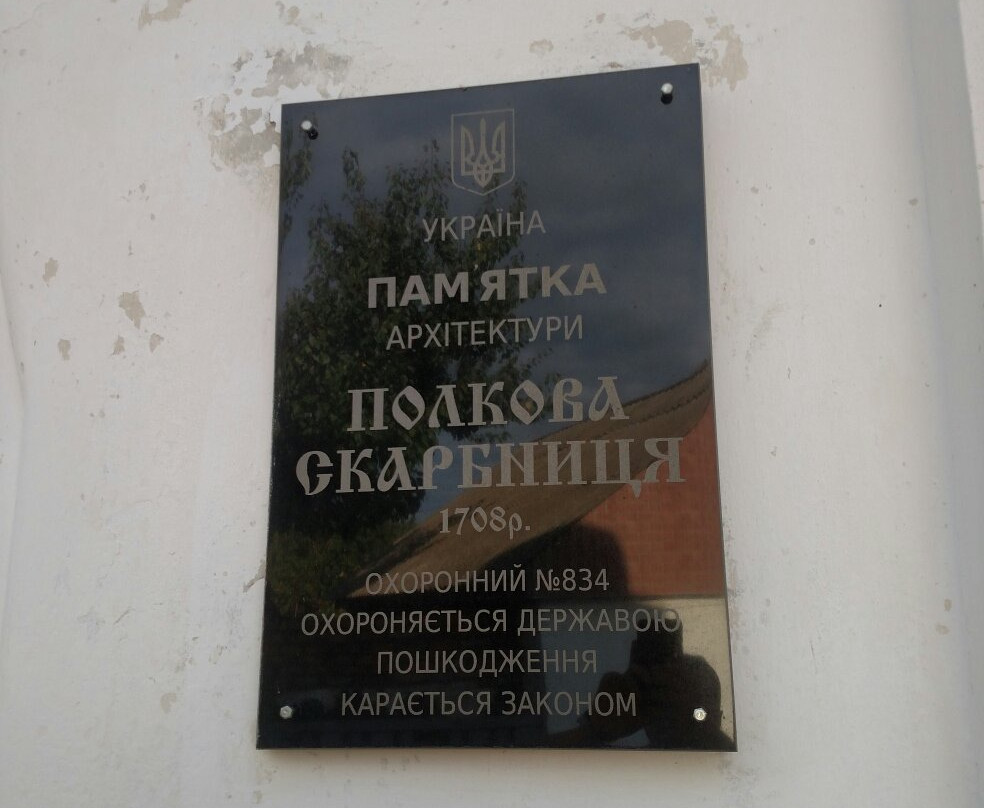 УКРАЇНА
ПАМ ЯТКА
АРХІТЕКТУРИ
ПОЛКОВА
СКАРБНИЦЯ
1708р.
ОХОРОННИЙ №834
ОХОРОНЯЄТЬСЯ ДЕРЖАВОЮ
ПОШКОДЖЕННЯ
КАРАЄТЬСЯ ЗАКОНОМ